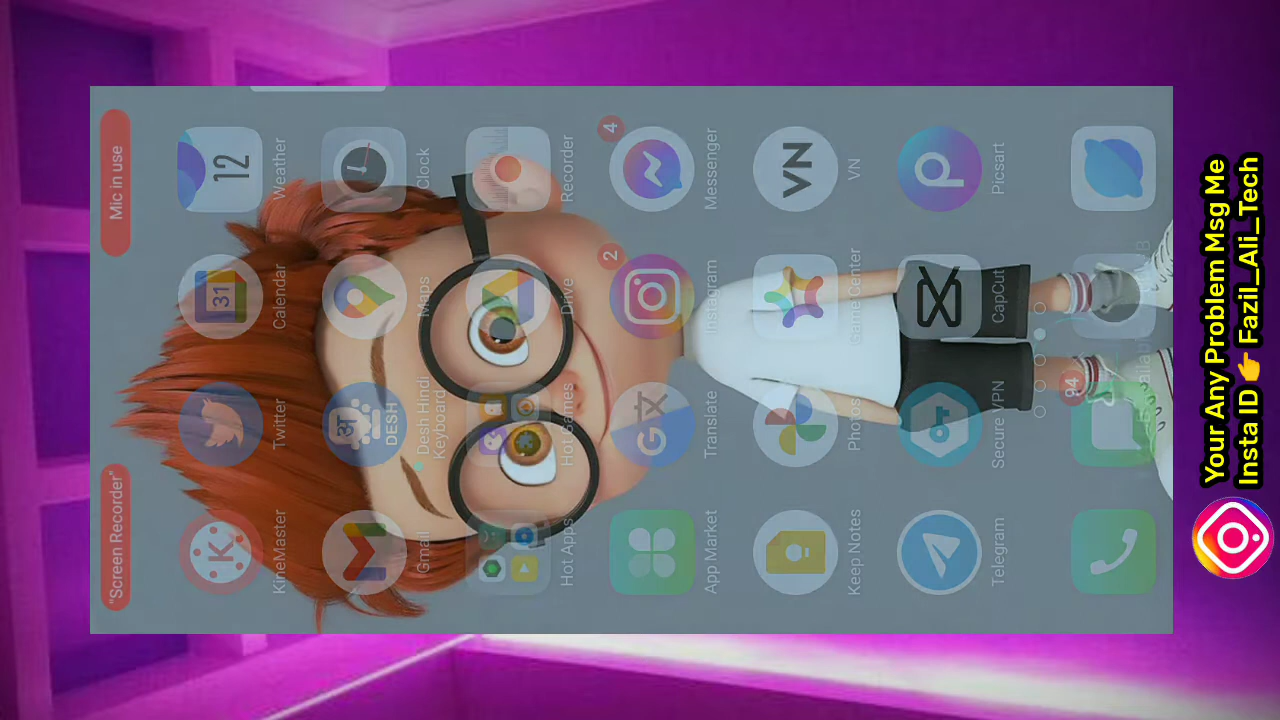 "Screen Recorder"
Mic in use
31
12
KineMaster
Twitter
Calendar
Weather
K
अ
DESH
Gmail
Desh Hindi
Keyboard
Maps
Clock
Hot Apps
Hot Games
Drive
Recorder
2
4
App Market
Translate
Instagram
Messenger
VN
Keep Notes
Photos
Game Center
VN
Telegram
Secure VPN
CapCut
Picsart
94
Your Any Problem Msg Me
Insta ID 👉 Fazil_Ali_Tech